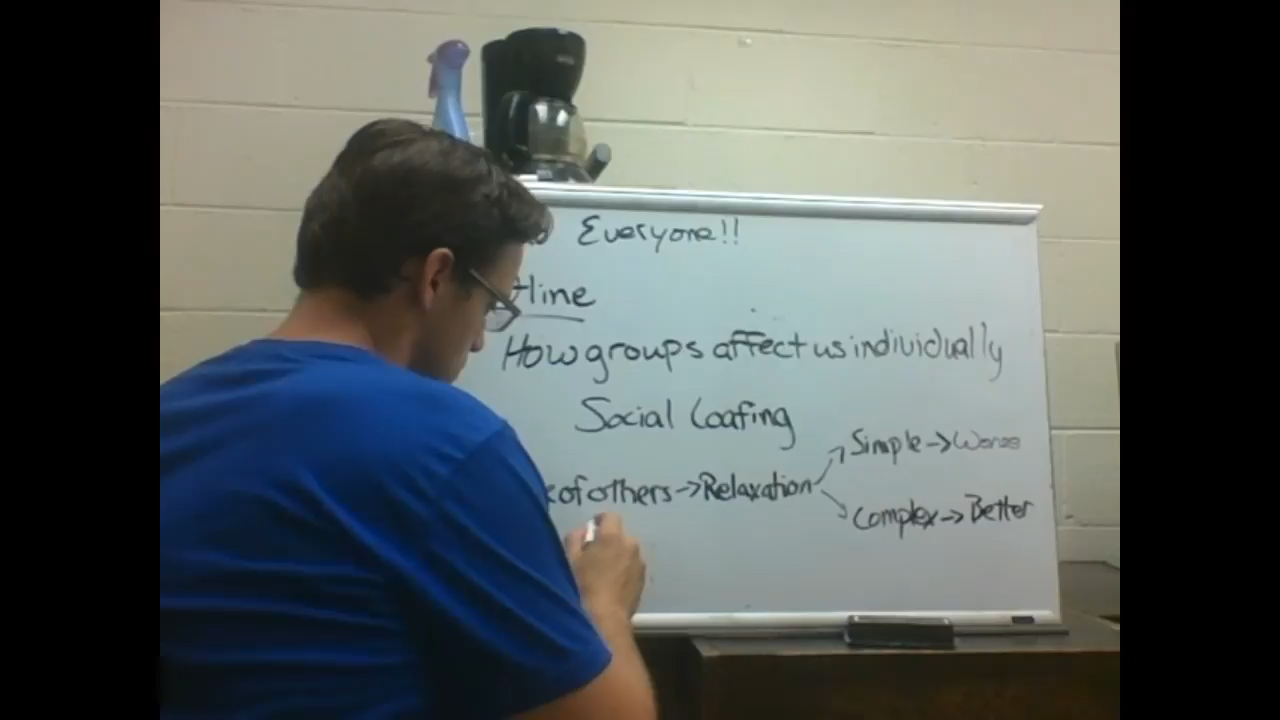 Everyone!!
tline
How groups affect us individually
Social Loafing
of others → Relaxation
Simple → Worse
Complex → Better